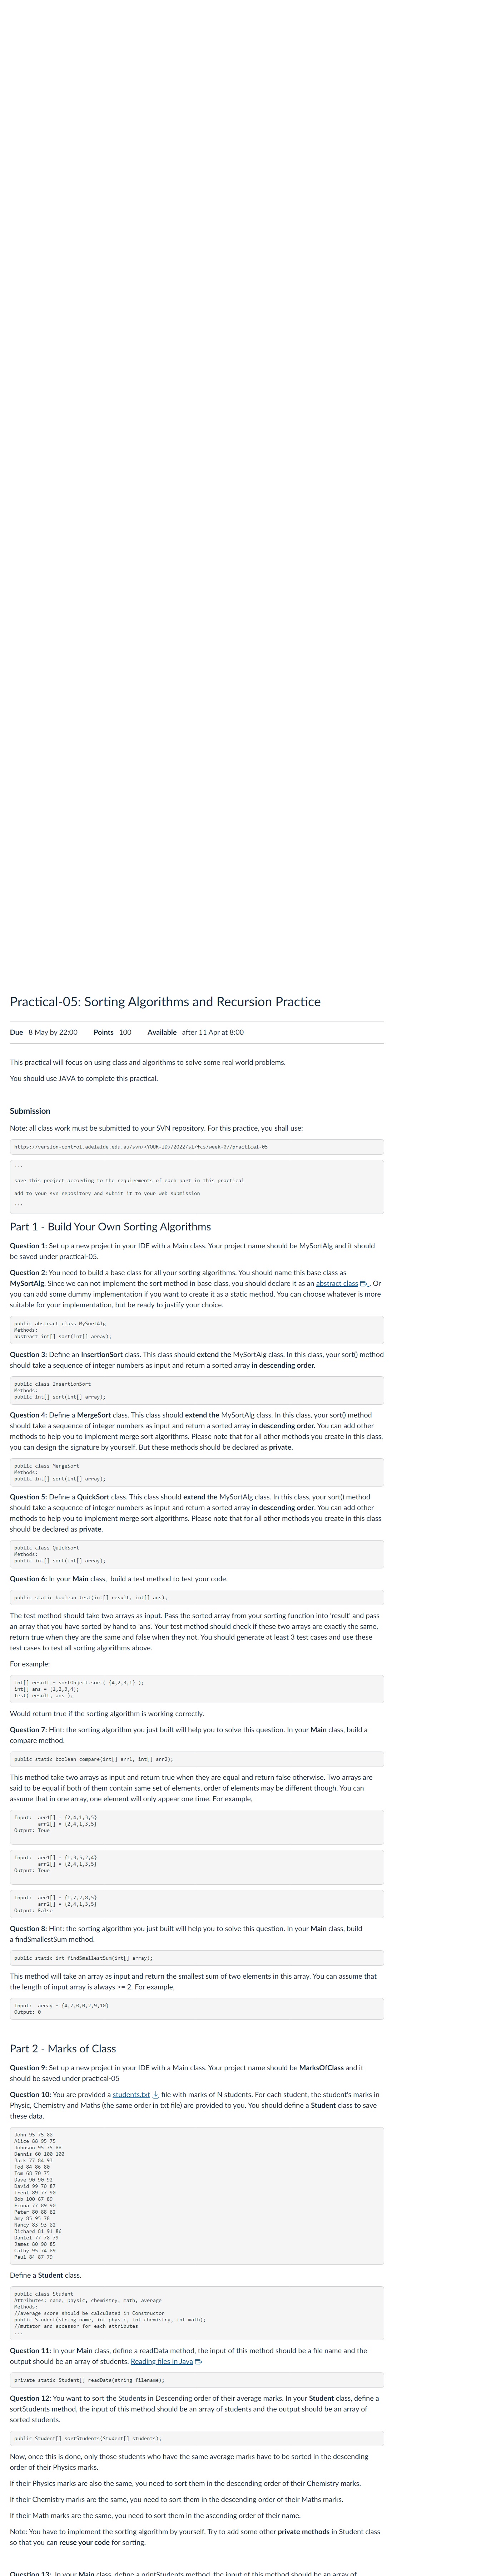 Practical-05: Sorting Algorithms and Recursion Practice
Due 8 May by 22:00 Points 100 Available after 11 Apr at 8:00
This practical will focus on using class and algorithms to solve some real world problems.
You should use JAVA to complete this practical.
Submission
Note: all class work must be submitted to your SVN repository. For this practice, you shall use:
https://version-control.adelaide.edu.au/svn/<YOUR-ID>/2022/s1/fcs/week-07/practical-05
```
save this project according to the requirements of each part in this practical
add to your svn repository and submit it to your web submission
```
Part 1 - Build Your Own Sorting Algorithms
Question 1: Set up a new project in your IDE with a Main class. Your project name should be MySortAlg and it should
be saved under practical-05.
Question 2: You need to build a base class for all your sorting algorithms. You should name this base class as
MySortAlg. Since we can not implement the sort method in base class, you should declare it as an abstract class. Or
you can add some dummy implementation if you want to create it as a static method. You can choose whatever is more
suitable for your implementation, but be ready to justify your choice.
public abstract class MySortAlg
Methods:
abstract int[] sort(int[] array);
Question 3: Define an InsertionSort class. This class should extend the MySortAlg class. In this class, your sort() method
should take a sequence of integer numbers as input and return a sorted array in descending order.
public class InsertionSort
Methods:
public int[] sort(int[] array);
Question 4: Define a MergeSort class. This class should extend the MySortAlg class. In this class, your sort() method
should take a sequence of integer numbers as input and return a sorted array in descending order. You can add other
methods to help you to implement merge sort algorithms. Please note that for all other methods you create in this class,
you can design the signature by yourself. But these methods should be declared as private.
public class MergeSort
Methods:
public int[] sort(int[] array);
Question 5: Define a QuickSort class. This class should extend the MySortAlg class. In this class, your sort() method
should take a sequence of integer numbers as input and return a sorted array in descending order. You can add other
methods to help you to implement merge sort algorithms. Please note that for all other methods you create in this class
should be declared as private.
public class QuickSort
Methods:
public int[] sort(int[] array);
Question 6: In your Main class, build a test method to test your code.
public static boolean test(int[] result, int[] ans);
The test method should take two arrays as input. Pass the sorted array from your sorting function into 'result' and pass
an array that you have sorted by hand to 'ans'. Your test method should check if these two arrays are exactly the same,
return true when they are the same and false when they not. You should generate at least 3 test cases and use these
test cases to test all sorting algorithms above.
For example:
int[] result = sortObject.sort( {4,2,3,1} );
int[] ans = {1,2,3,4};
test( result, ans );
Would return true if the sorting algorithm is working correctly.
Question 7: Hint: the sorting algorithm you just built will help you to solve this question. In your Main class, build a
compare method.
public static boolean compare(int[] arr1, int[] arr2);
This method take two arrays as input and return true when they are equal and return false otherwise. Two arrays are
said to be equal if both of them contain same set of elements, order of elements may be different though. You can
assume that in one array, one element will only appear one time. For example,
Input: arr1[] = {2,4,1,3,5}
arr2[] = {2,4,1,3,5}
Output: True
Input: arr1[] = {1,3,5,2,4}
arr2[] = {2,4,1,3,5}
Output: True
Input: arr1[] = {1,7,2,8,5}
arr2[] = {2,4,1,3,5}
Output: False
Question 8: Hint: the sorting algorithm you just built will help you to solve this question. In your Main class, build
a findSmallestSum method.
public static int findSmallestSum(int[] array);
This method will take an array as input and return the smallest sum of two elements in this array. You can assume that
the length of input array is always >= 2. For example,
Input: array = {4,7,0,0,2,9,10}
Output: 0
Part 2 - Marks of Class
Question 9: Set up a new project in your IDE with a Main class. Your project name should be MarksOfClass and it
should be saved under practical-05
Question 10: You are provided a students.txt file with marks of N students. For each student, the student's marks in
Physic, Chemistry and Maths (the same order in txt file) are provided to you. You should define a Student class to save
these data.
John 95 75 88
Alice 88 95 75
Johnson 95 75 88
Dennis 60 100 100
Jack 77 84 93
Tod 84 86 80
Tom 68 70 75
Dave 90 90 92
David 99 70 87
Trent 89 77 90
Bob 100 67 89
Fiona 77 89 90
Peter 80 88 82
Amy 85 95 78
Nancy 83 93 82
Richard 81 91 86
Daniel 77 78 79
James 80 90 85
Cathy 95 74 89
Paul 84 87 79
Define a Student class.
public class Student
Attributes: name, physic, chemistry, math, average
Methods:
//average score should be calculated in Constructor
public Student(string name, int physic, int chemistry, int math);
//mutator and accessor for each attributes
...
Question 11: In your Main class, define a readData method, the input of this method should be a file name and the
output should be an array of students. Reading files in Java
private static Student[] readData(string filename);
Question 12: You want to sort the Students in Descending order of their average marks. In your Student class, define a
sortStudents method, the input of this method should be an array of students and the output should be an array of
sorted students.
public Student[] sortStudents(Student[] students);
Now, once this is done, only those students who have the same average marks have to be sorted in the descending
order of their Physics marks.
If their Physics marks are also the same, you need to sort them in the descending order of their Chemistry marks.
If their Chemistry marks are the same, you need to sort them in the descending order of their Maths marks.
If their Math marks are the same, you need to sort them in the ascending order of their name.
Note: You have to implement the sorting algorithm by yourself. Try to add some other private methods in Student class
so that you can reuse your code for sorting.
Question 13: In your Main class, define a printStudents method, the input of this method should be an array of